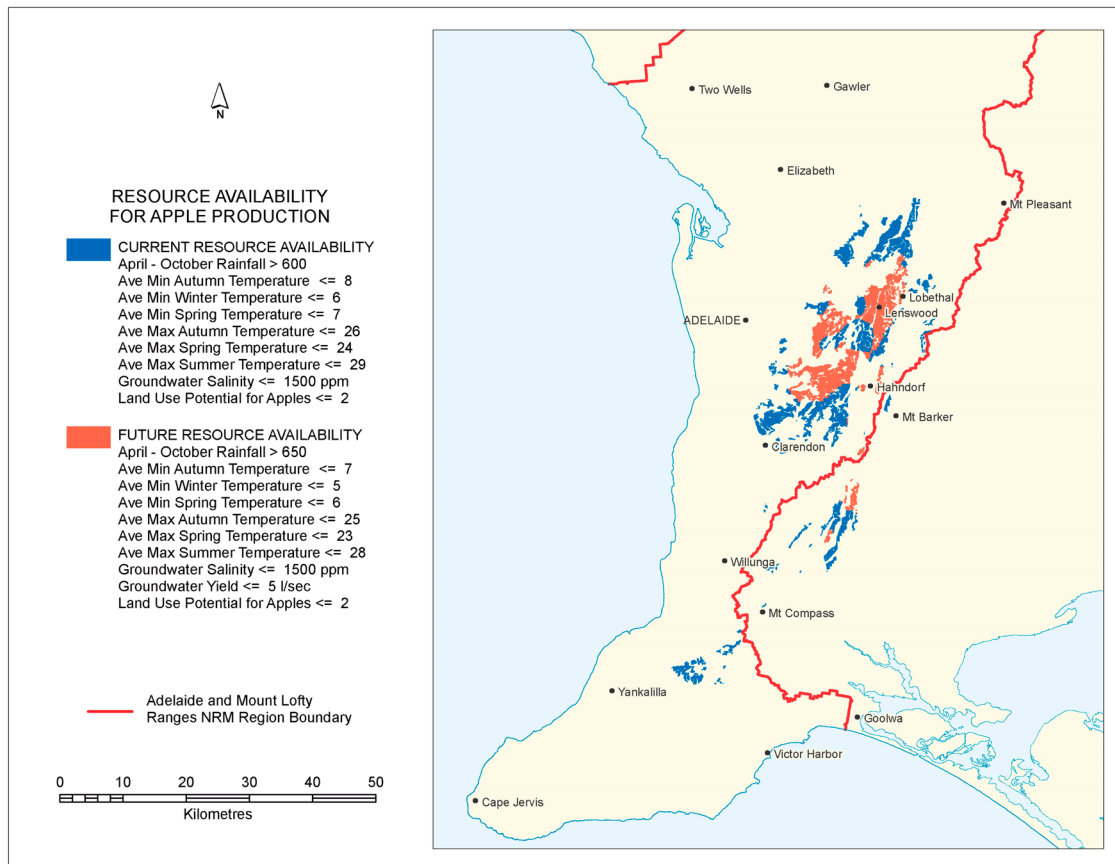 N
RESOURCE AVAILABILITY
FOR APPLE PRODUCTION
CURRENT RESOURCE AVAILABILITY
April - October Rainfall > 600
Ave Min Autumn Temperature <= 8
Ave Min Winter Temperature <= 6
Ave Min Spring Temperature <= 7
Ave Max Autumn Temperature <= 26
Ave Max Spring Temperature <= 24
Ave Max Summer Temperature <= 29
Groundwater Salinity <= 1500 ppm
Land Use Potential for Apples <= 2
FUTURE RESOURCE AVAILABILITY
April - October Rainfall > 650
Ave Min Autumn Temperature <= 7
Ave Min Winter Temperature <= 5
Ave Min Spring Temperature <= 6
Ave Max Autumn Temperature <= 25
Ave Max Spring Temperature <= 23
Ave Max Summer Temperature <= 28
Groundwater Salinity <= 1500 ppm
Groundwater Yield <= 5 l/sec
Land Use Potential for Apples <= 2
Adelaide and Mount Lofty
Ranges NRM Region Boundary
0 10 20 30 40 50
Kilometres
Two Wells
Gawler
Elizabeth
Mt Pleasant
Lobethal
Lenswood
ADELAIDE
Hahndorf
Mt Barker
Clarendon
Willunga
Mt Compass
Yankalilla
Goolwa
Victor Harbor
Cape Jervis